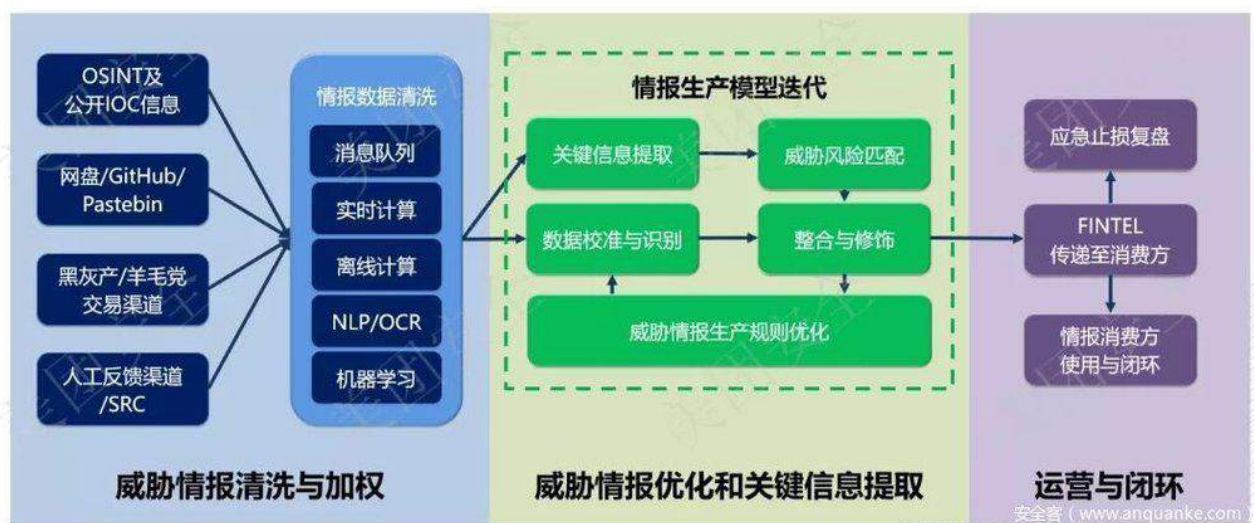 OSINT及
公开IOC信息
网盘/GitHub/
Pastebin
黑灰产/羊毛党
交易渠道
人工反馈渠道
/SRC
情报数据清洗
消息队列
实时计算
离线计算
NLP/OCR
机器学习
威胁情报清洗与加权
情报生产模型迭代
关键信息提取
威胁风险匹配
数据校准与识别
整合与修饰
威胁情报生产规则优化
威胁情报优化和关键信息提取
应急止损复盘
FINTEL
传递至消费方
情报消费方
使用与闭环
运营与闭环
安全客（www.anquanke.com）
美团安全